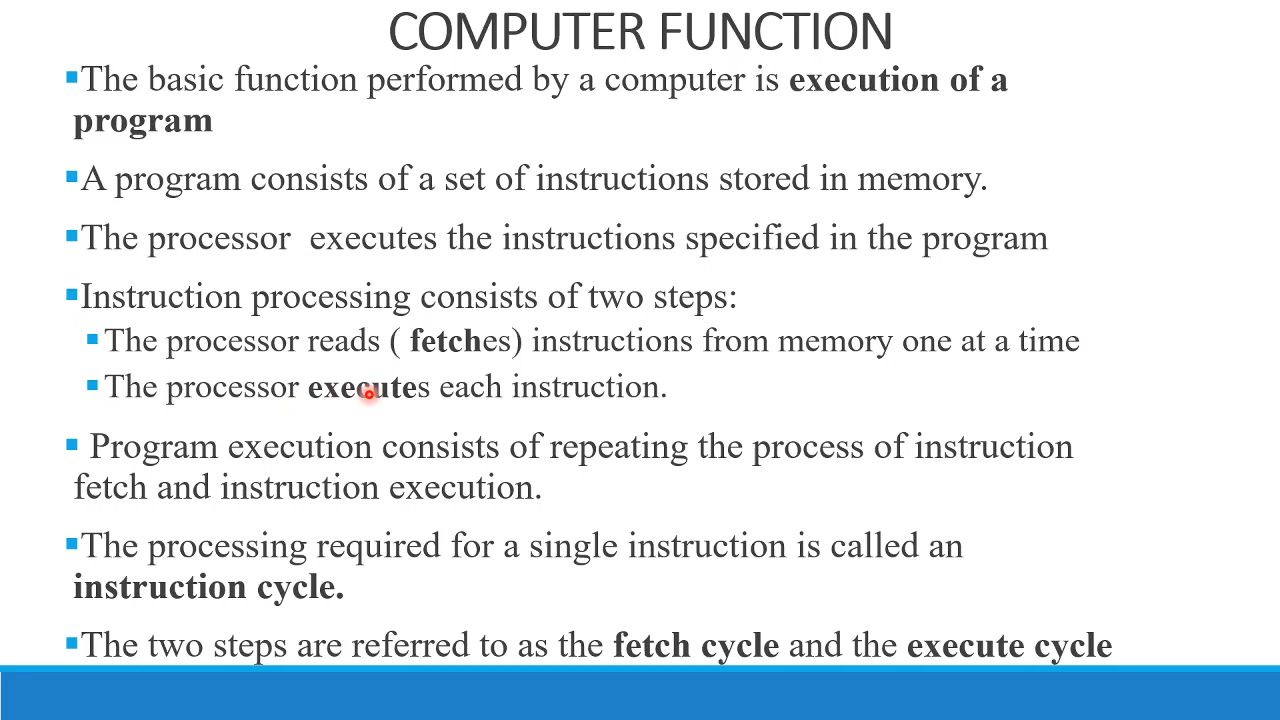 COMPUTER FUNCTION
▪The basic function performed by a computer is execution of a
program
▪A program consists of a set of instructions stored in memory.
▪The processor  executes the instructions specified in the program
▪Instruction processing consists of two steps:
▪The processor reads ( fetches) instructions from memory one at a time
▪The processor executes each instruction.
▪ Program execution consists of repeating the process of instruction
fetch and instruction execution.
▪The processing required for a single instruction is called an
instruction cycle.
▪The two steps are referred to as the fetch cycle and the execute cycle